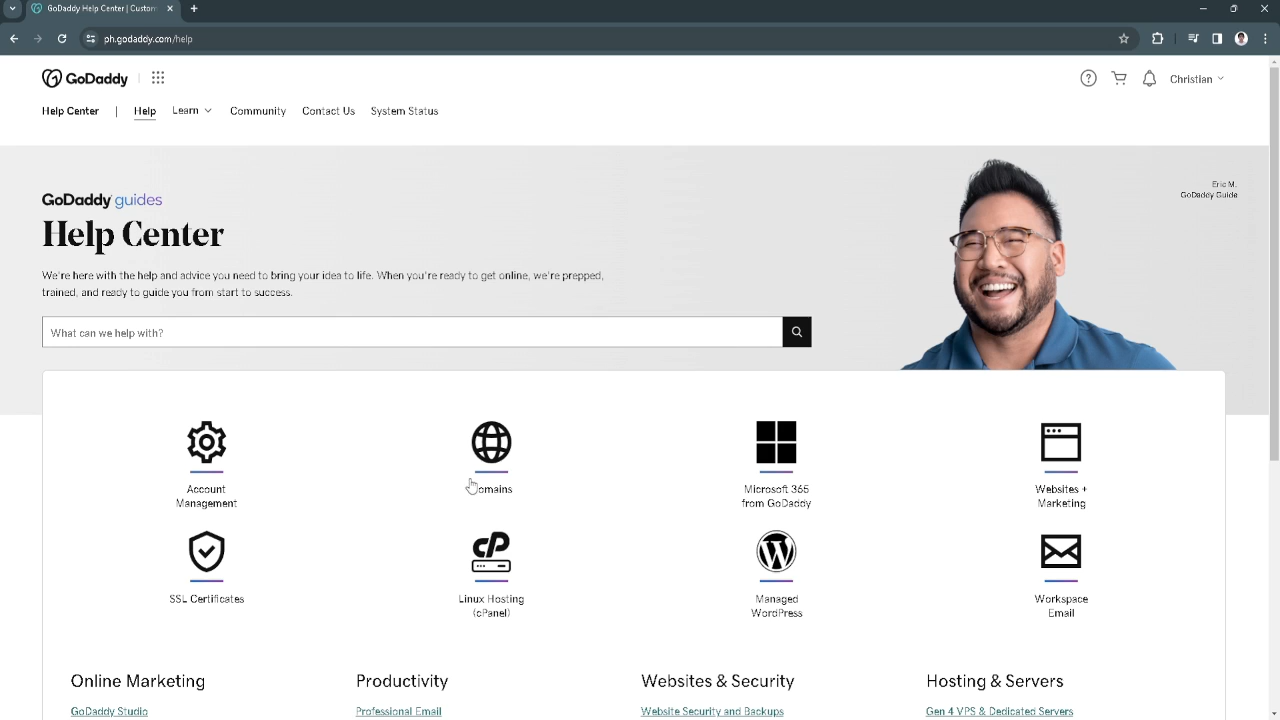 GoDaddy Help Center | Custom
ph.godaddy.com/help
GoDaddy
Christian
Help Center | Help Learn Community Contact Us System Status
Eric M.
GoDaddy Guide
GoDaddy guides
Help Center
We're here with the help and advice you need to bring your idea to life. When you're ready to get online, we're prepped,
trained, and ready to guide you from start to success.
What can we help with?
Account
Management
omains
Microsoft 365
from GoDaddy
Websites +
Marketing
cP
SSL Certificates
Linux Hosting
(cPanel)
Managed
WordPress
Workspace
Email
Online Marketing
Productivity
Websites & Security
Hosting & Servers
GoDaddy Studio
Professional Email
Website Security and Backups
Gen 4 VPS & Dedicated Servers